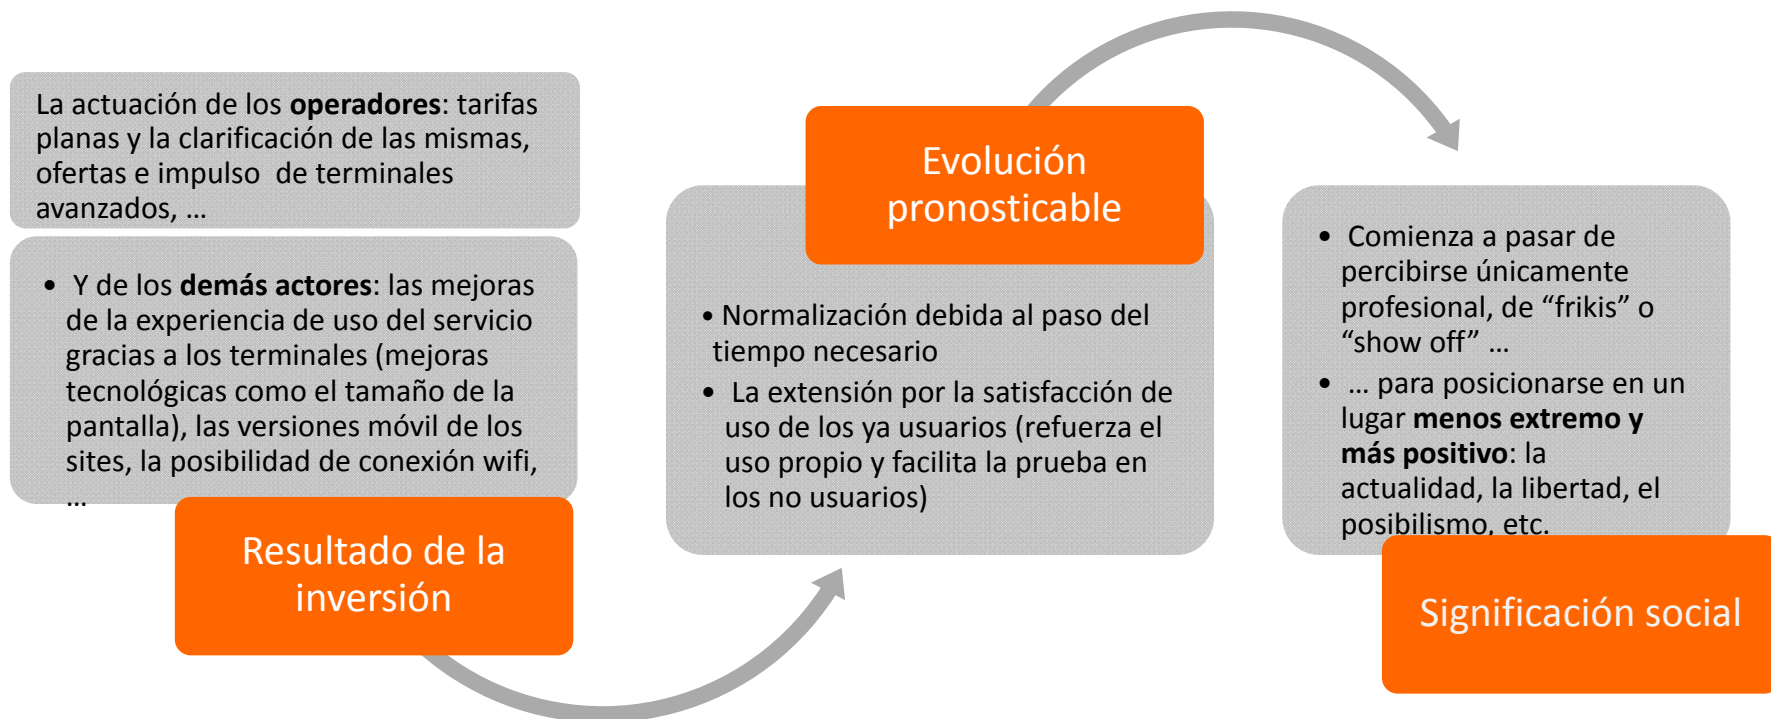 La actuación de los operadores: tarifas
planas y la clarificación de las mismas,
ofertas e impulso de terminales
avanzados, ...
• Y de los demás actores: las mejoras
de la experiencia de uso del servicio
gracias a los terminales (mejoras
tecnológicas como el tamaño de la
pantalla), las versiones móvil de los
sites, la posibilidad de conexión wifi,
...
Resultado de la
inversión
Evolución
pronosticable
• Normalización debida al paso del
tiempo necesario
• La extensión por la satisfacción de
uso de los ya usuarios (refuerza el
uso propio y facilita la prueba en
los no usuarios)
• Comienza a pasar de
percibirse únicamente
profesional, de “frikis” o
“show off” ...
• ... para posicionarse en un
lugar menos extremo y
más positivo: la
actualidad, la libertad, el
posibilismo, etc.
Significación social